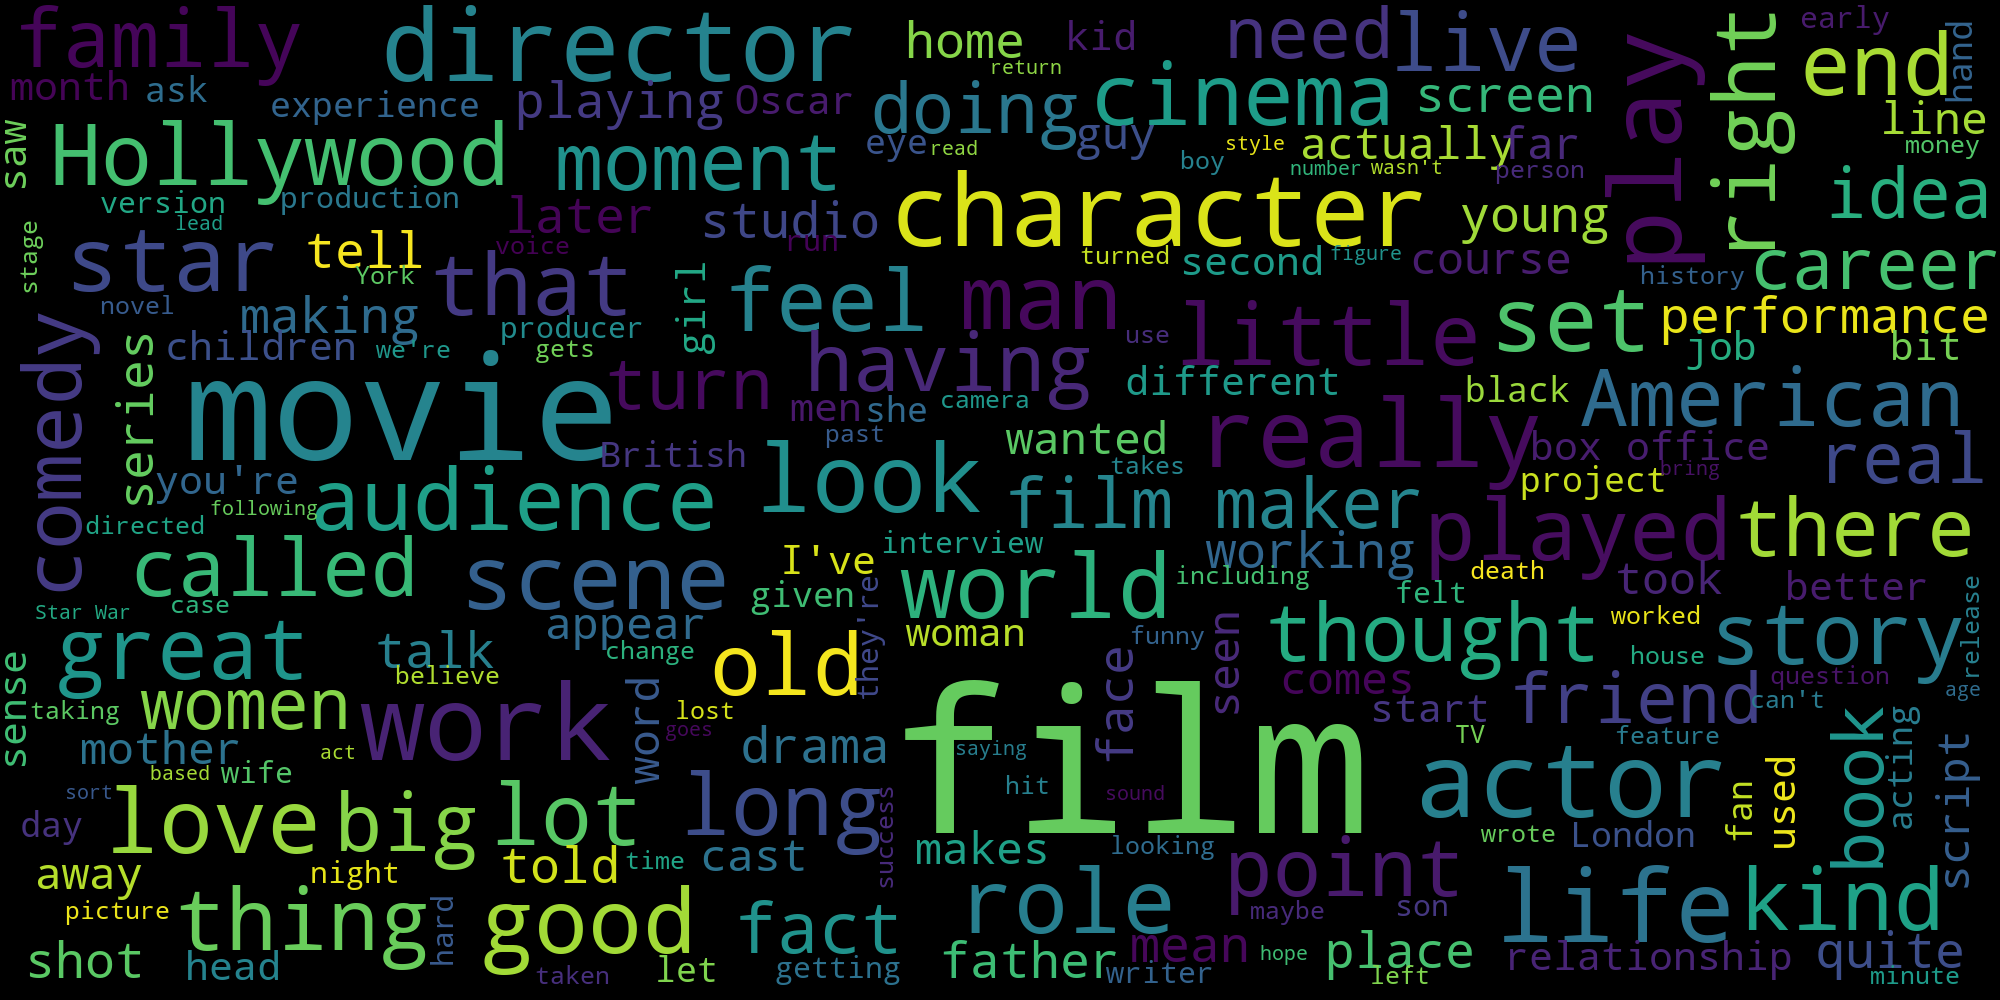 family
director
home
kid
need
live
play
right
early
end
hand
month
ask
experience
playing
Oscar
return
doing
cinema
screen
line
money
saw
Hollywood
moment
eye
read
guy
boy
style
actually
far
number
wasn't
person
idea
version
production
lead
later
studio
character
young
stage
star
tell
voice
run
turned
second
figure
course
history
career
York
that
girl
feel
man
little
set
performance
novel
making
producer
children
we're
gets
having
use
job
bit
comedy
series
movie
turn
men
she
camera
different
black
American
British
past
look
wanted
takes
really
box office
bring
real
you're
project
directed
following
audience
film maker
played
there
called
scene
I've
interview
working
Star War
case
given
they're
world
including
felt
death
took
better
release
great
talk
appear
change
woman
funny
seen
thought
worked
house
story
believe
old
face
comes
question
sense
taking
women
work
word
lost
goes
film
saying
start
friend
can't
age
mother
act
drama
TV
feature
book
acting
script
based
wife
sort
hit
sound
actor
fan
used
day
love
big
lot
long
success
wrote
London
away
night
told
time
cast
makes
looking
point
life
kind
picture
thing
hard
good
fact
role
maybe
son
shot
head
taken
let
getting
father
writer
mean
hope
place
left
relationship
quite
minute